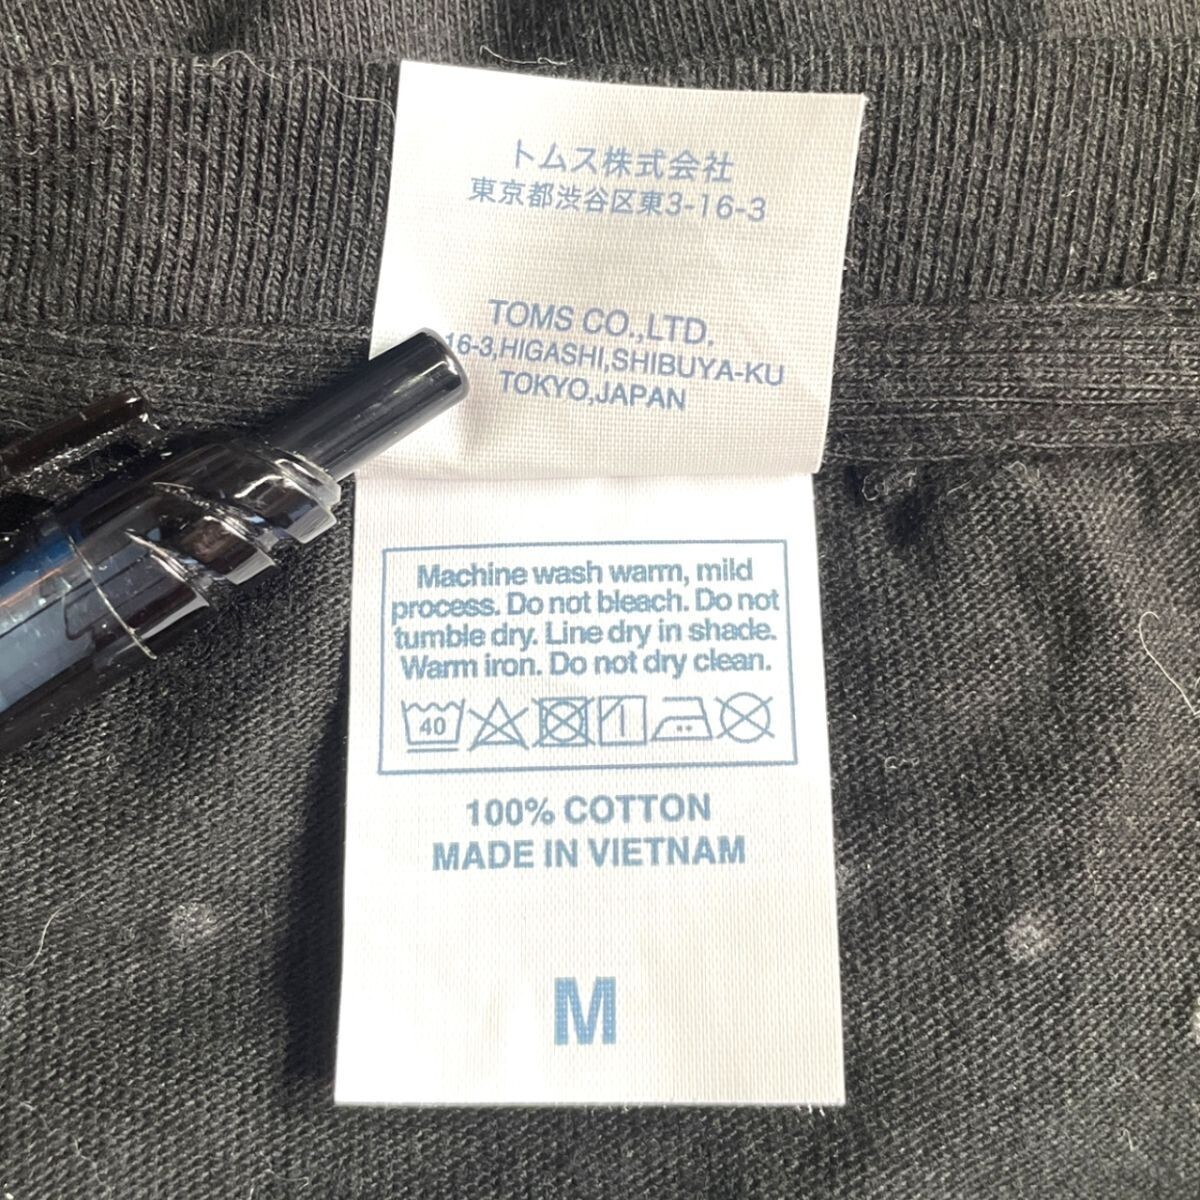 トムス株式会社
東京都渋谷区東3-16-3
TOMS CO.,LTD.
16-3,HIGASHI,SHIBUYA-KU
TOKYO,JAPAN
Machine wash warm, mild
process. Do not bleach. Do not
tumble dry. Line dry in shade.
Warm iron. Do not dry clean.
40
100% COTTON
MADE IN VIETNAM
M